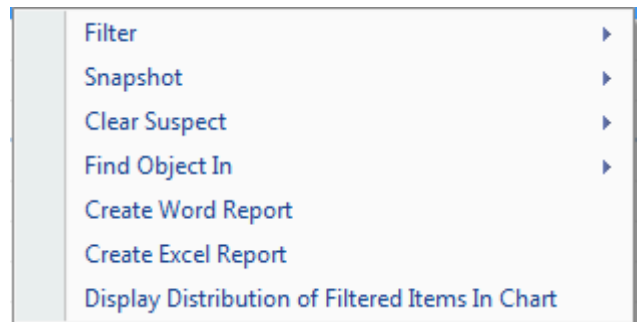 Filter
Snapshot
Clear Suspect
Find Object In
Create Word Report
Create Excel Report
Display Distribution of Filtered Items In Chart